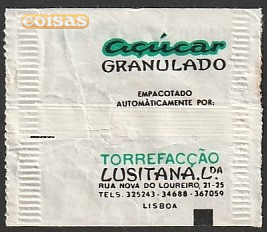 coisas
açúcar
GRANULADO
EMPACOTADO
AUTOMÀTICAMENTE POR:
TORREFACÇÃO
LUSITANA, L.DA
RUA NOVA DO LOUREIRO, 21-25
TELS. 325243 - 34688 - 367059
LISBOA